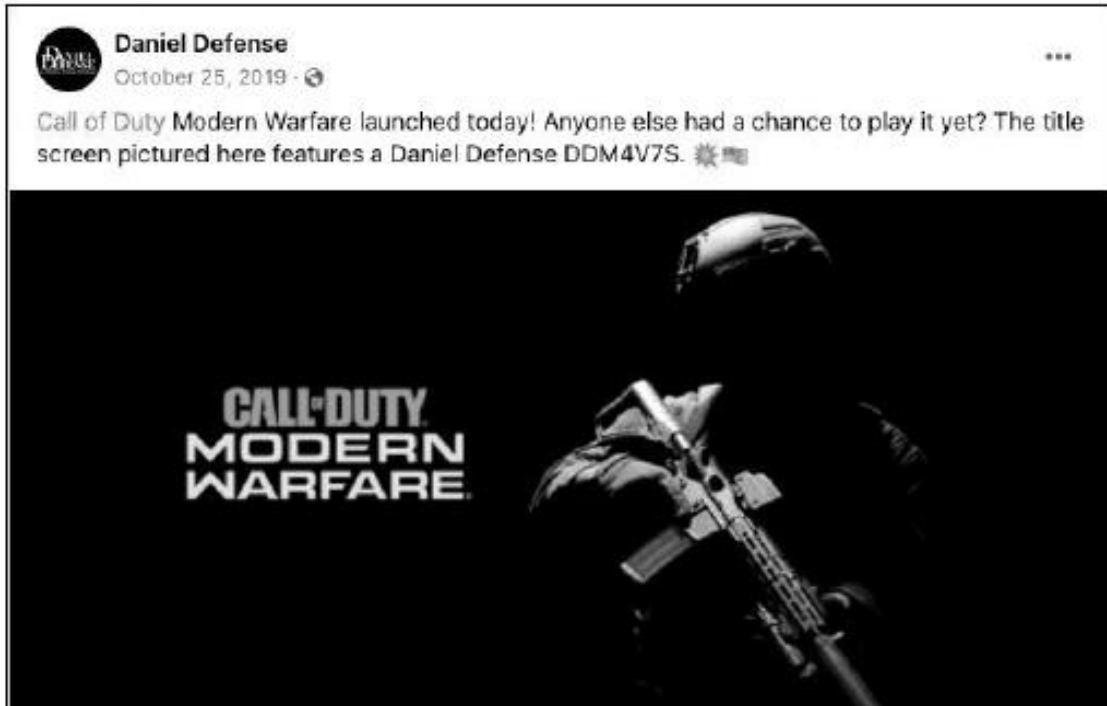 Daniel Defense
October 25, 2019
Call of Duty Modern Warfare launched today! Anyone else had a chance to play it yet? The title
screen pictured here features a Daniel Defense DDM4V7S.
CALL OF DUTY
MODERN
WARFARE